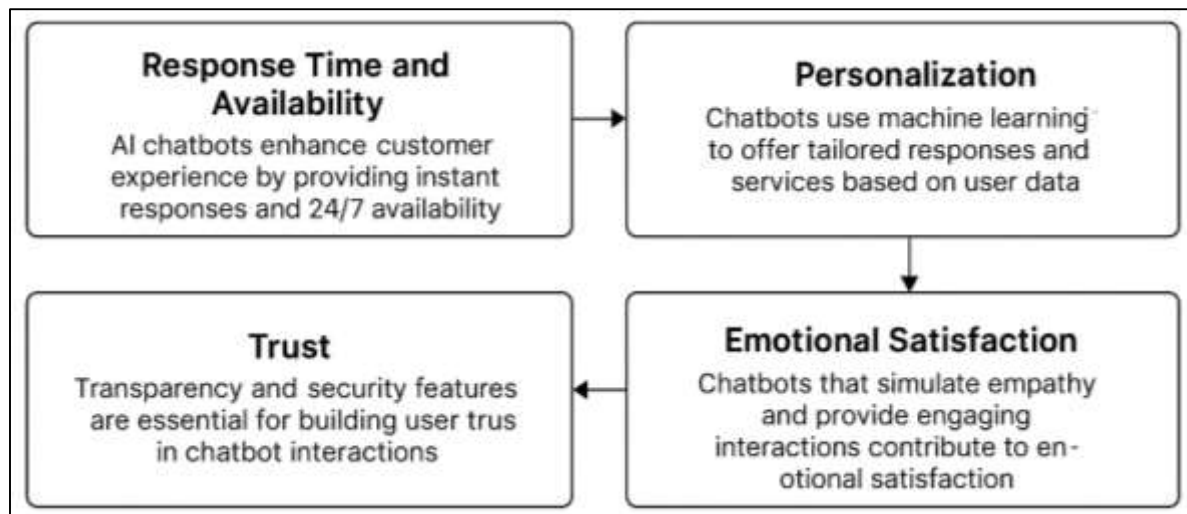 Response Time and
Availability
AI chatbots enhance customer
experience by providing instant
responses and 24/7 availability
Personalization
Chatbots use machine learning
to offer tailored responses and
services based on user data
Emotional Satisfaction
Chatbots that simulate empathy
and provide engaging
interactions contribute to en-
otional satisfaction
Trust
Transparency and security features
are essential for building user trus
in chatbot interactions